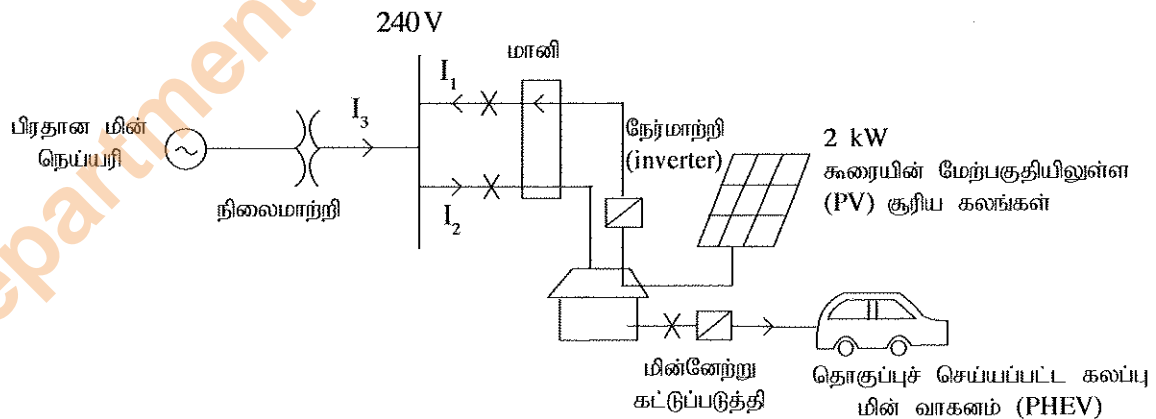 240 V
I₁
மானி
I₃
பிரதான மின்
நெய்யரி
நிலைமாற்றி
I₂
நேர்மாற்றி
(inverter)
2 kW
கூரையின் மேற்பகுதியிலுள்ள
(PV) சூரிய கலங்கள்
மின்னேற்று
கட்டுப்படுத்தி
தொகுப்புச் செய்யப்பட்ட கலப்பு
மின் வாகனம் (PHEV)
epartment